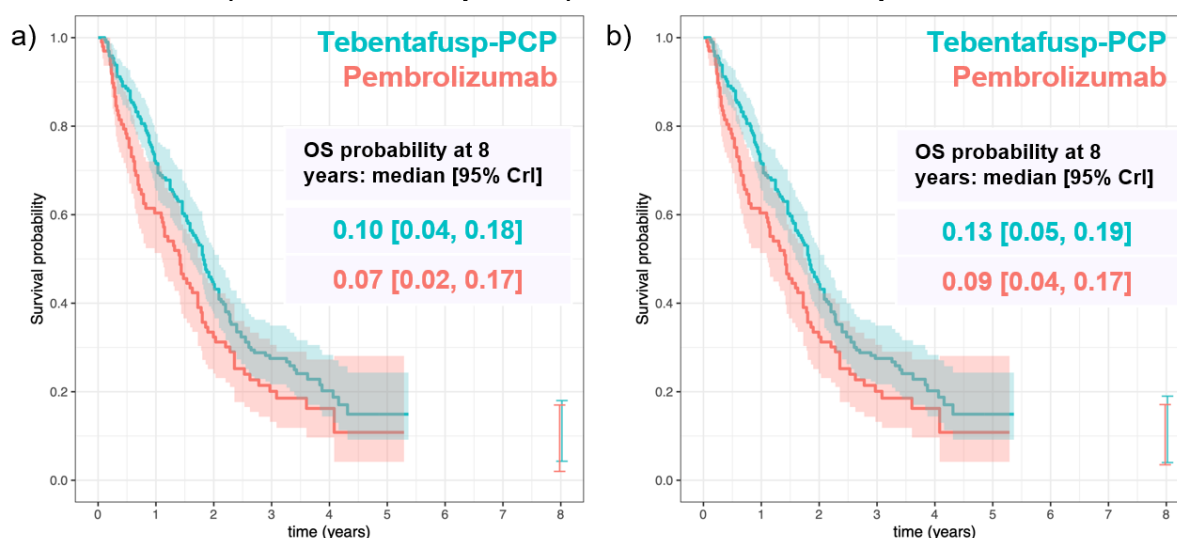 a)
Tebentafusp-PCP
Pembrolizumab
OS probability at 8
years: median [95% CrI]
0.10 [0.04, 0.18]
0.07 [0.02, 0.17]
Survival probability
1.0
0.8
0.6
0.4
0.2
0.0
0 1 2 3 4 5 6 7 8
time (years)
b)
Tebentafusp-PCP
Pembrolizumab
OS probability at 8
years: median [95% CrI]
0.13 [0.05, 0.19]
0.09 [0.04, 0.17]
Survival probability
1.0
0.8
0.6
0.4
0.2
0.0
0 1 2 3 4 5 6 7 8
time (years)